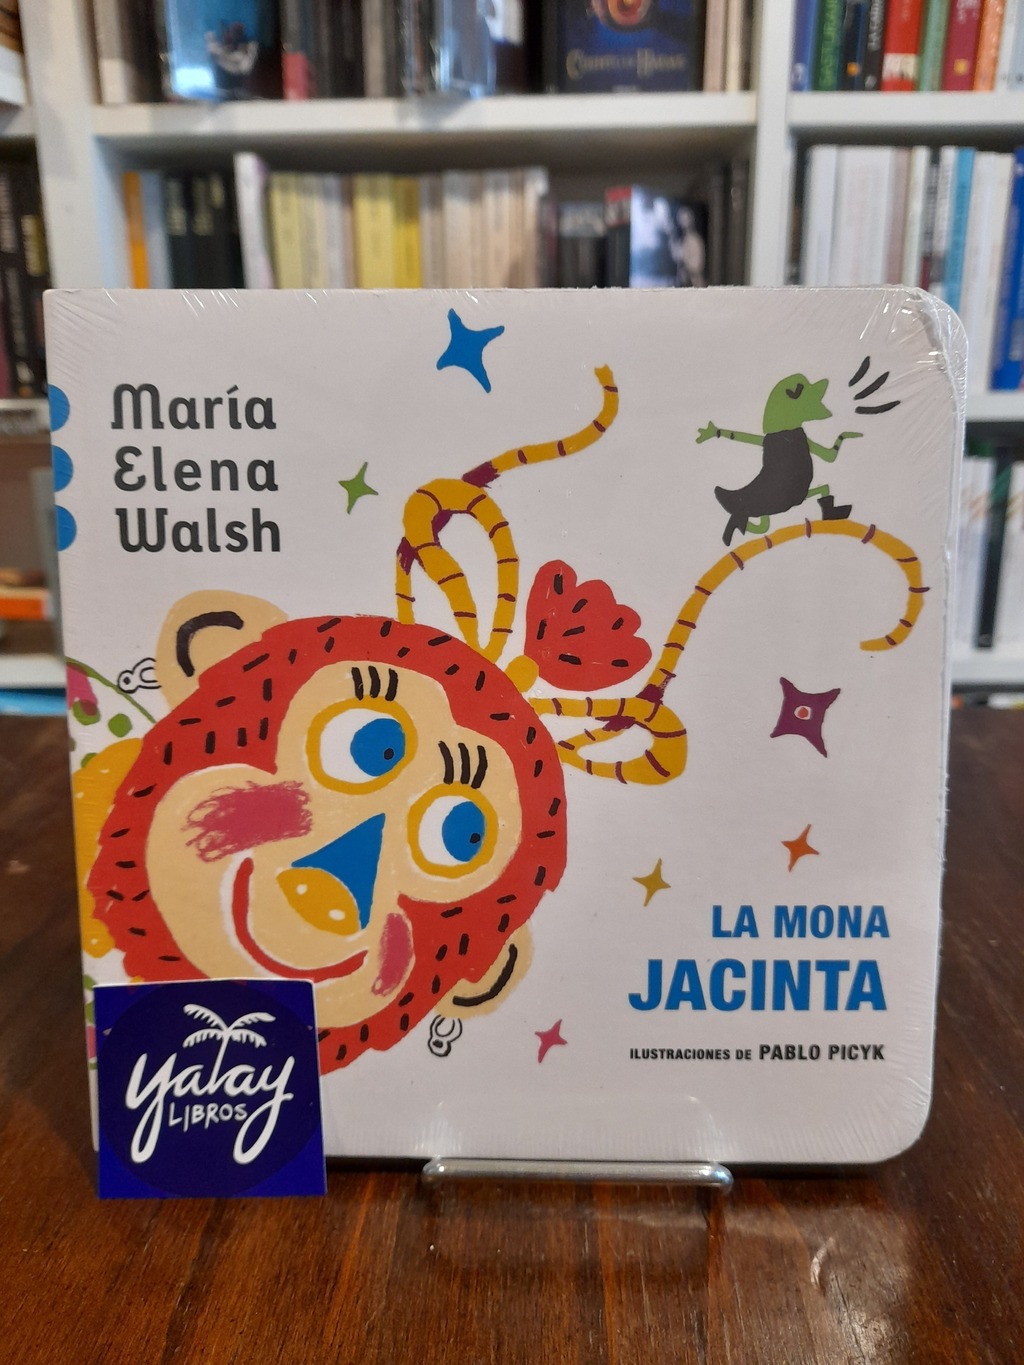 María
Elena
Walsh
LA MONA
JACINTA
ILUSTRACIONES DE PABLO PICYK
yatay
LIBROS